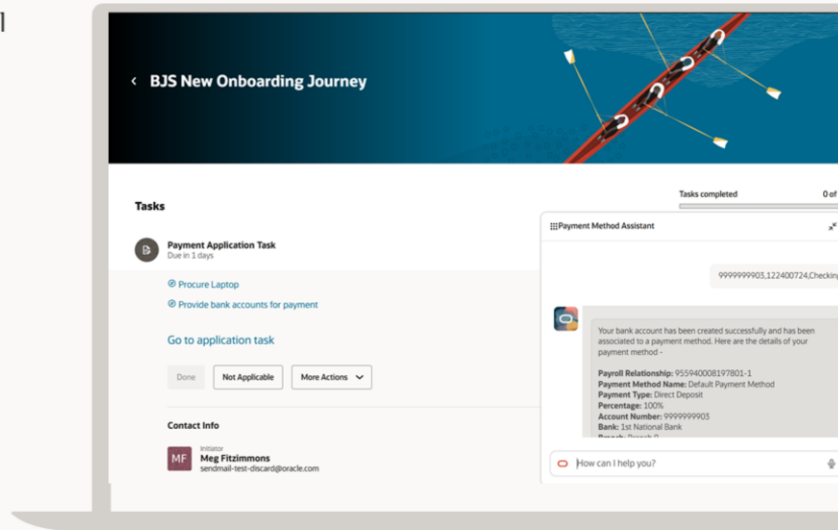 BJS New Onboarding Journey
Tasks
Tasks completed
0 of
Payment Application Task
Due in 1 days
Procure Laptop
Provide bank accounts for payment
Go to application task
Done
Not Applicable
More Actions
Contact Info
MF
Initiator
Meg Fitzimmons
sendmail-test-discard@oracle.com
Payment Method Assistant
9999999903,122400724,Checking
Your bank account has been created successfully and has been
associated to a payment method. Here are the details of your
payment method -
Payroll Relationship: 955940008197801-1
Payment Method Name: Default Payment Method
Payment Type: Direct Deposit
Percentage: 100%
Account Number: 9999999903
Bank: 1st National Bank
How can I help you?